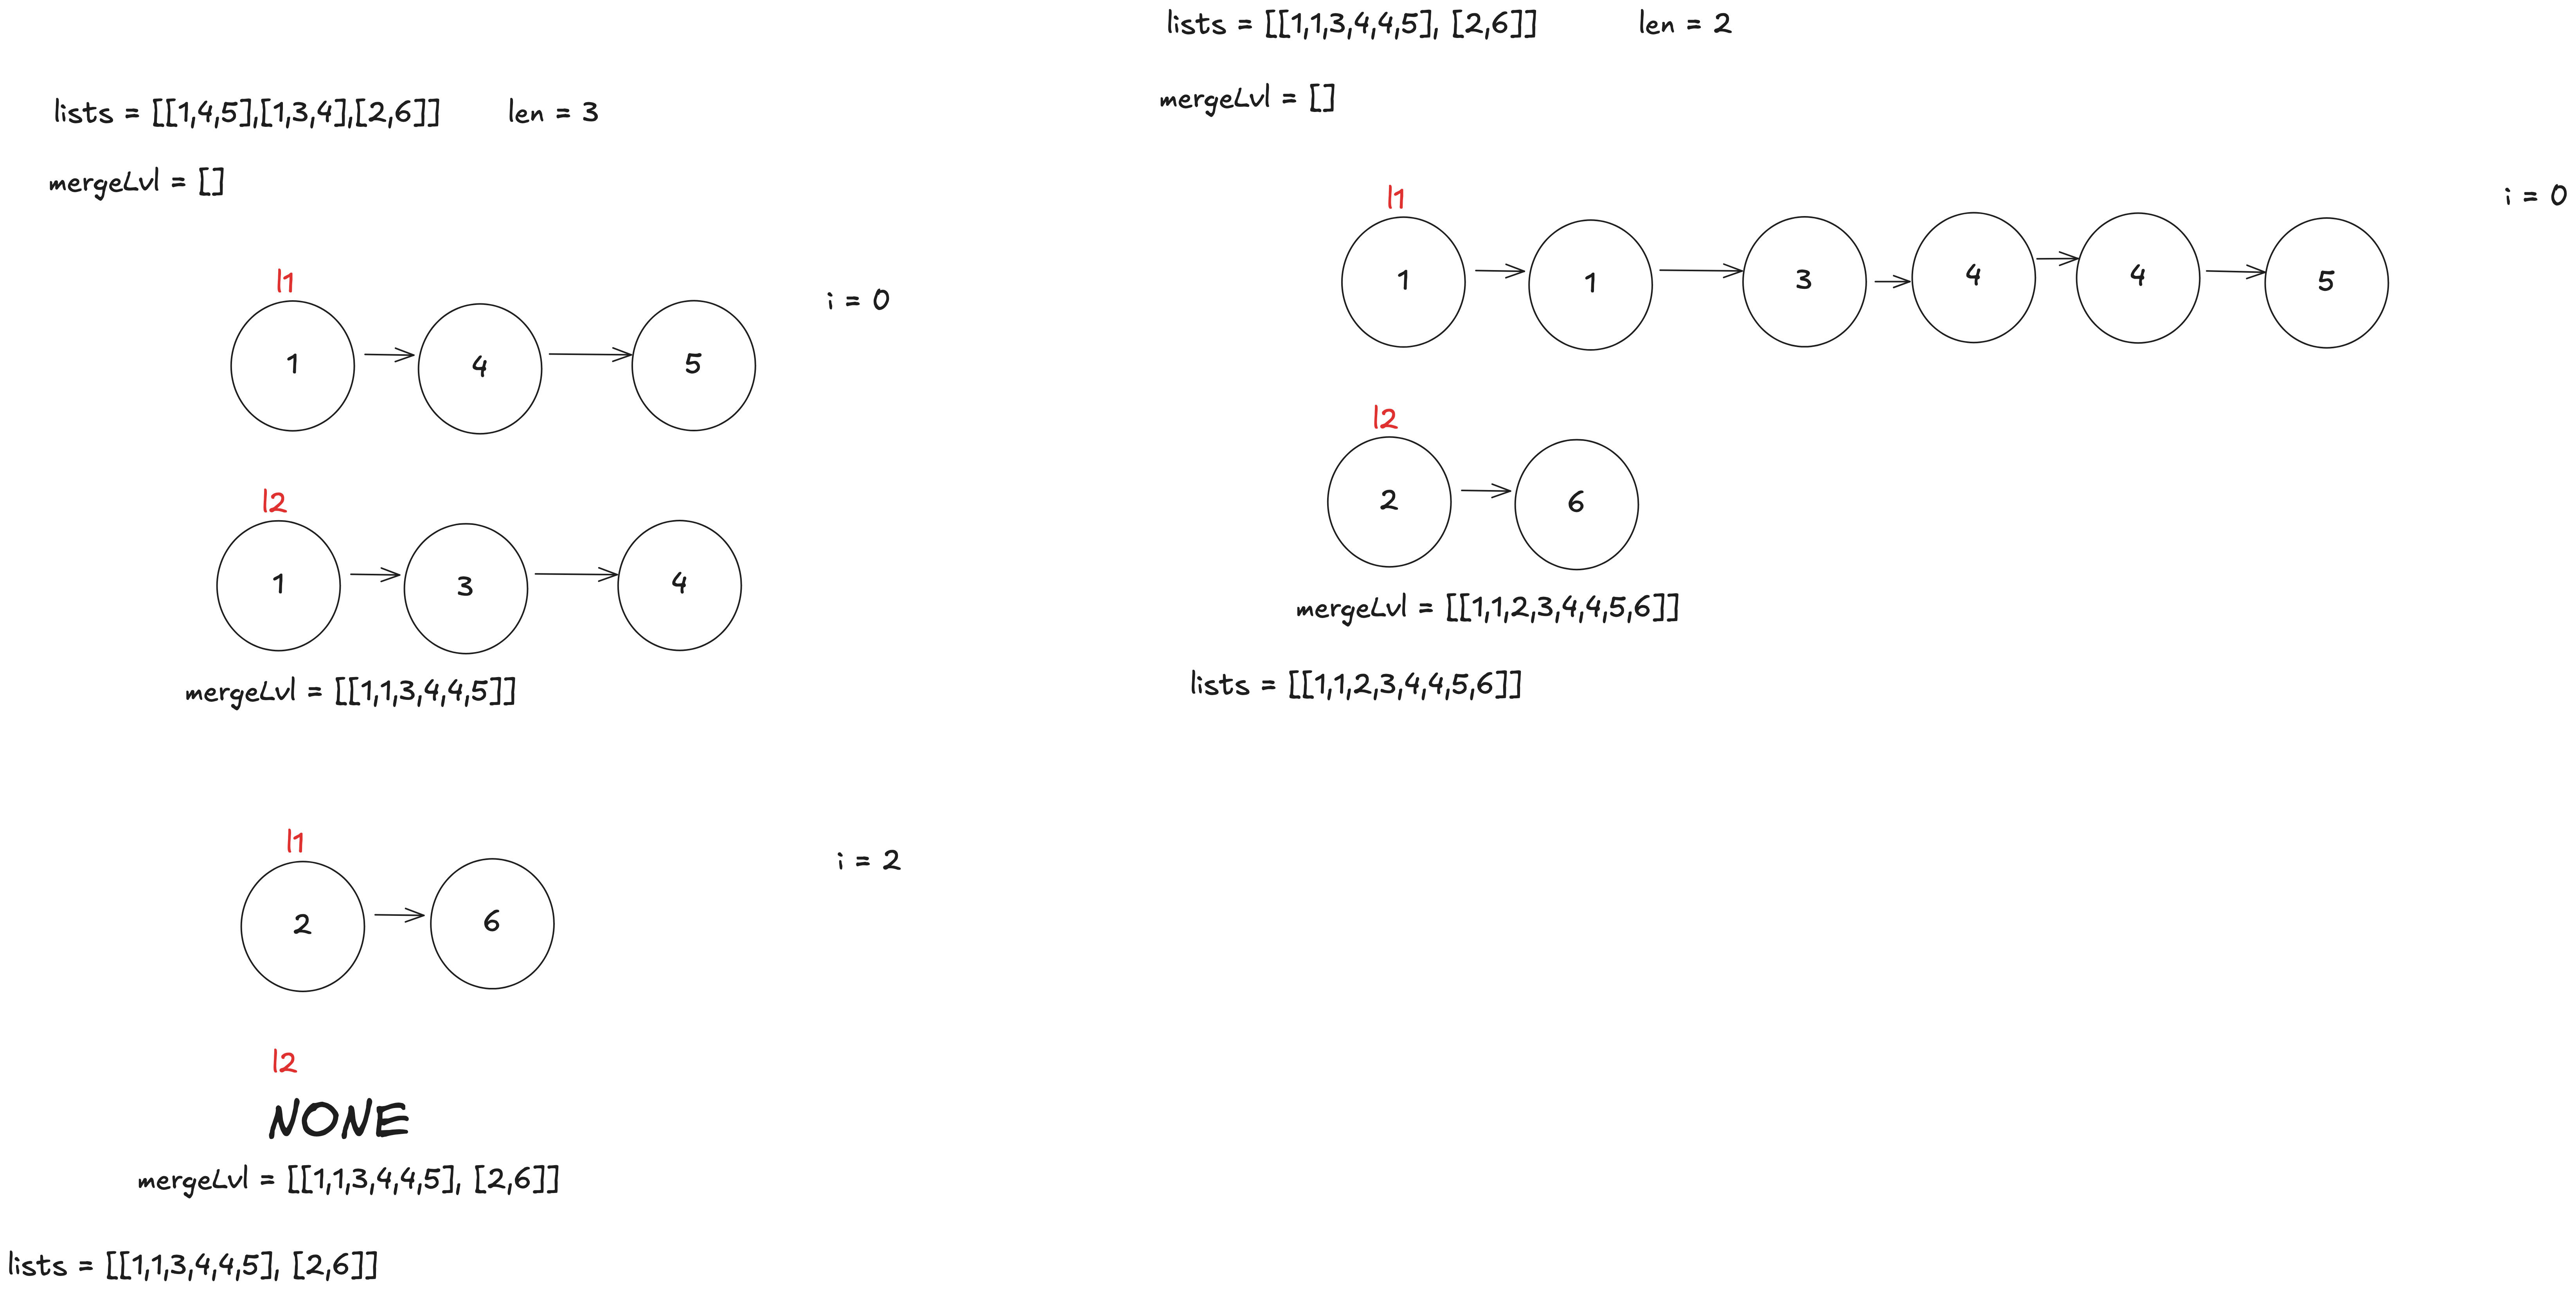 lists = [[1,4,5],[1,3,4],[2,6]] len = 3
mergeLvl = []
l1
i = 0
1 4 5
l2
1 3 4
mergeLvl = [[1,1,3,4,4,5]]
l1
i = 2
2 6
l2
NONE
mergeLvl = [[1,1,3,4,4,5], [2,6]]
lists = [[1,1,3,4,4,5], [2,6]]
lists = [[1,1,3,4,4,5], [2,6]] len = 2
mergeLvl = []
l1
i = 0
1 1 3 4 4 5
l2
2 6
mergeLvl = [[1,1,2,3,4,4,5,6]]
lists = [[1,1,2,3,4,4,5,6]]